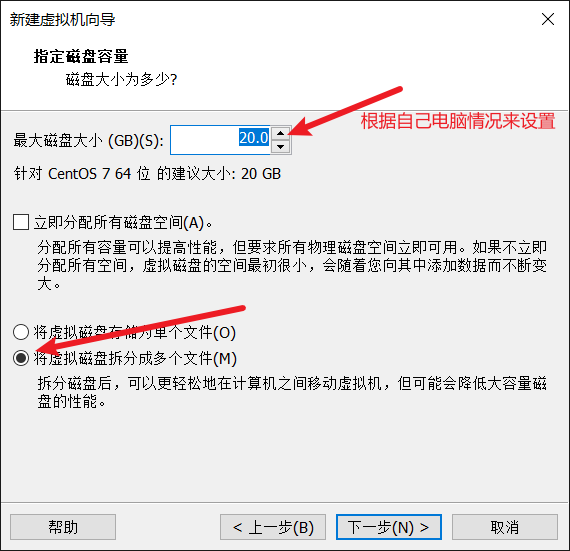 新建虚拟机向导
指定磁盘容量
磁盘大小为多少?
最大磁盘大小 (GB)(S): 20.0
根据自己电脑情况来设置
针对 CentOS 7 64 位 的建议大小: 20 GB
立即分配所有磁盘空间(A)。
分配所有容量可以提高性能，但要求所有物理磁盘空间立即可用。如果不立即
分配所有空间，虚拟磁盘的空间最初很小，会随着您向其中添加数据而不断变
大。
将虚拟磁盘存储为单个文件(O)
将虚拟磁盘拆分成多个文件(M)
拆分磁盘后，可以更轻松地在计算机之间移动虚拟机，但可能会降低大容量磁
盘的性能。
帮助
< 上一步(B)
下一步(N) >
取消